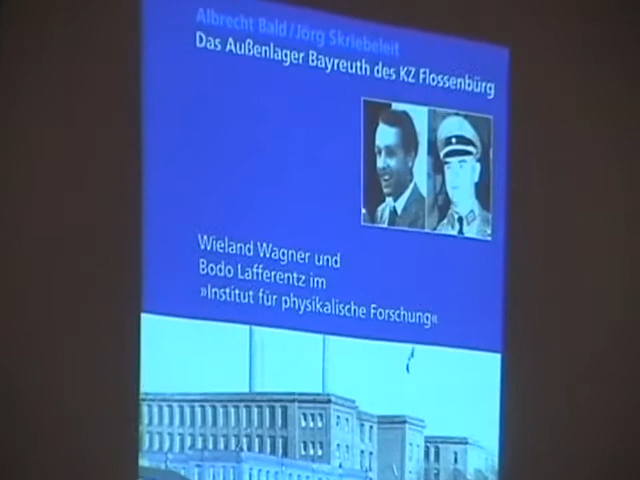 Albrecht Bald/Jörg Skriebeleit
Das Außenlager Bayreuth des KZ Flossenbürg
Wieland Wagner und
Bodo Lafferentz im
»Institut für physikalische Forschung«